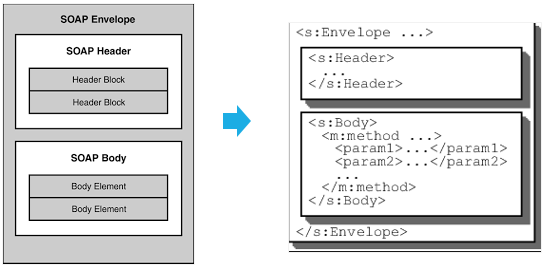 SOAP Envelope
SOAP Header
Header Block
Header Block
SOAP Body
Body Element
Body Element
<s:Envelope ...>
<s:Header>
...
</s:Header>
<s:Body>
<m:method ...>
<param1>...</param1>
<param2>...</param2>
...
</m:method>
</s:Body>
</s:Envelope>